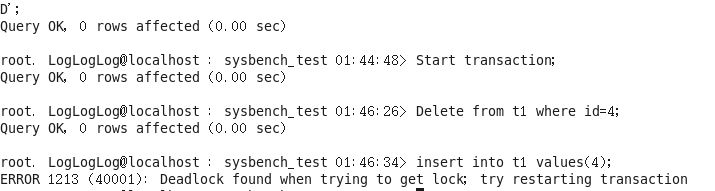 D';
Query OK, 0 rows affected (0.00 sec)
root. LogLogLog@localhost : sysbench_test 01:44:48> Start transaction;
Query OK, 0 rows affected (0.00 sec)
root. LogLogLog@localhost : sysbench_test 01:46:26> Delete from t1 where id=4;
Query OK, 0 rows affected (0.00 sec)
root. LogLogLog@localhost : sysbench_test 01:46:34> insert into t1 values(4);
ERROR 1213 (40001): Deadlock found when trying to get lock; try restarting transaction